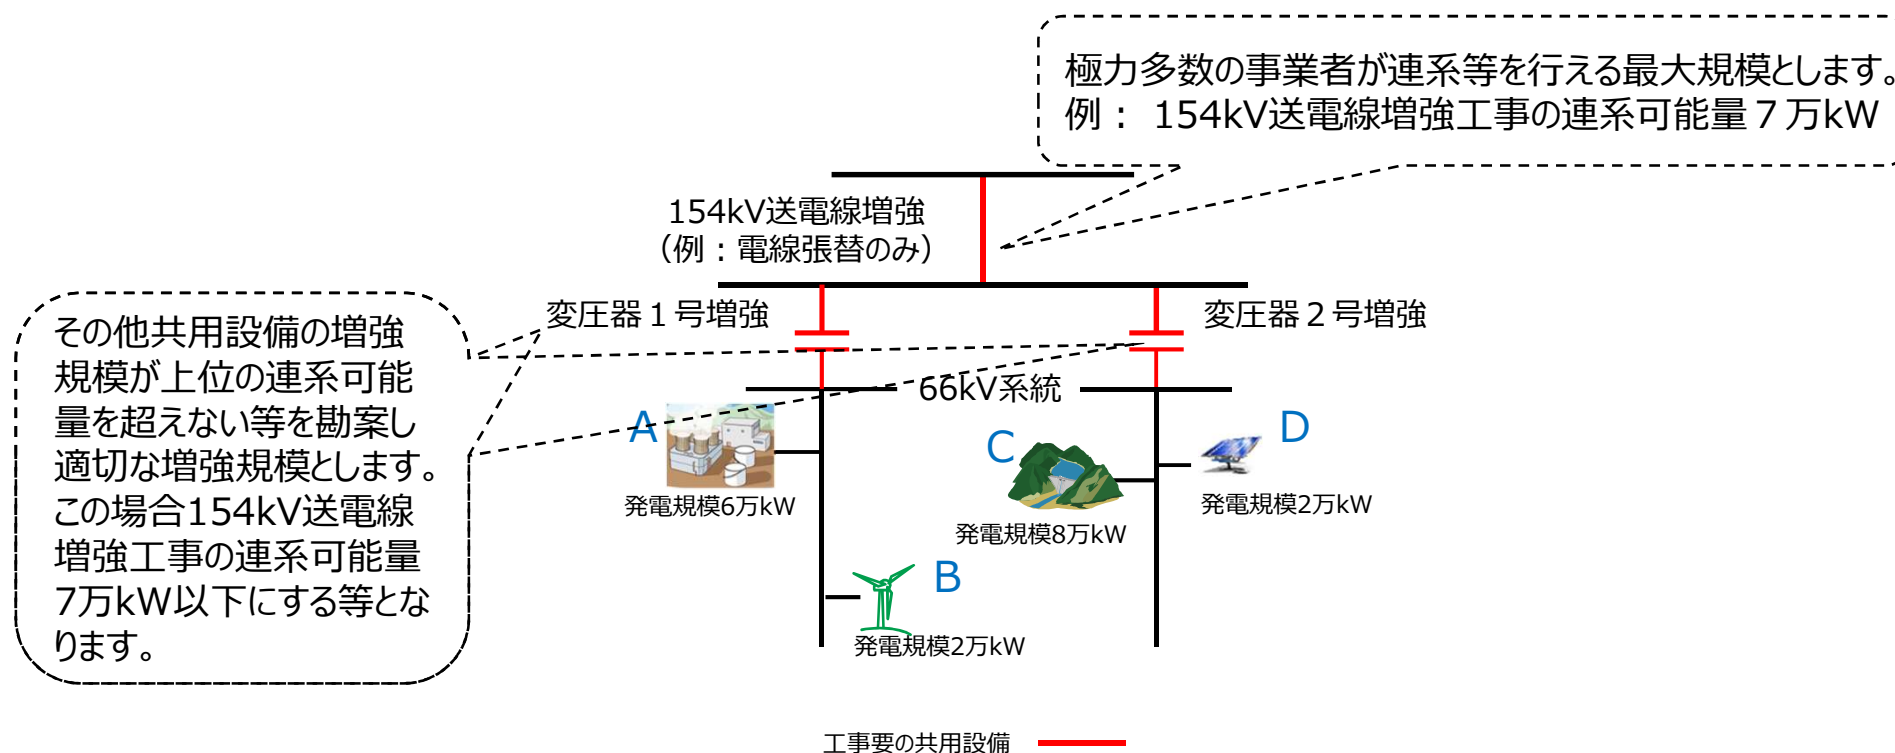 極力多数の事業者が連系等を行える最大規模とします。
例： 154kV送電線増強工事の連系可能量７万kW
154kV送電線増強
（例：電線張替のみ）
変圧器１号増強
変圧器２号増強
その他共用設備の増強
規模が上位の連系可能
量を超えない等を勘案し
適切な増強規模とします。
この場合154kV送電線
増強工事の連系可能量
7万kW以下にする等とな
ります。
66kV系統
A
発電規模6万kW
B
発電規模2万kW
C
発電規模8万kW
D
発電規模2万kW
工事要の共用設備